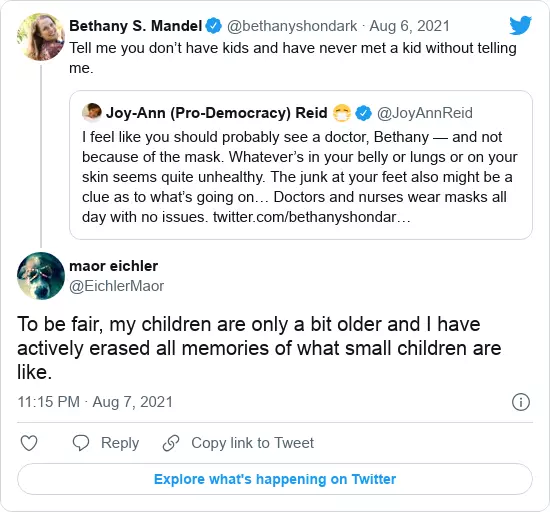 Bethany S. Mandel @bethanyshondark · Aug 6, 2021
Tell me you don’t have kids and have never met a kid without telling
me.
Joy-Ann (Pro-Democracy) Reid 😷 @JoyAnnReid
I feel like you should probably see a doctor, Bethany — and not
because of the mask. Whatever’s in your belly or lungs or on your
skin seems quite unhealthy. The junk at your feet also might be a
clue as to what’s going on… Doctors and nurses wear masks all
day with no issues. twitter.com/bethanyshondar…
maor eichler
@EichlerMaor
To be fair, my children are only a bit older and I have
actively erased all memories of what small children are
like.
11:15 PM · Aug 7, 2021
Reply
Copy link to Tweet
Explore what's happening on Twitter